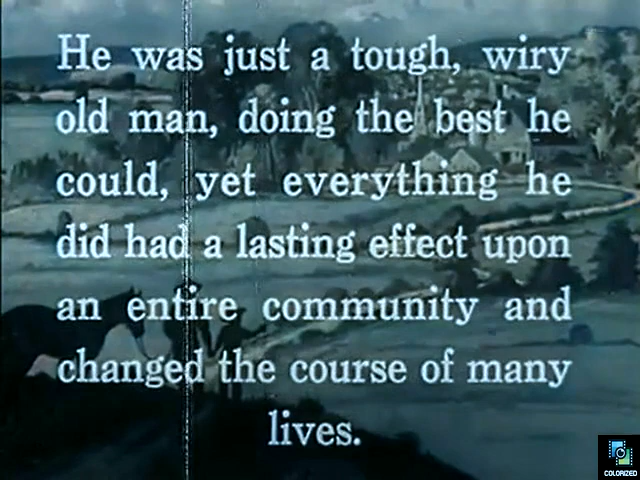 He was just a tough, wiry
old man, doing the best he
could, yet everything he
did had a lasting effect upon
an entire community and
changed the course of many
lives.
COLORIZED